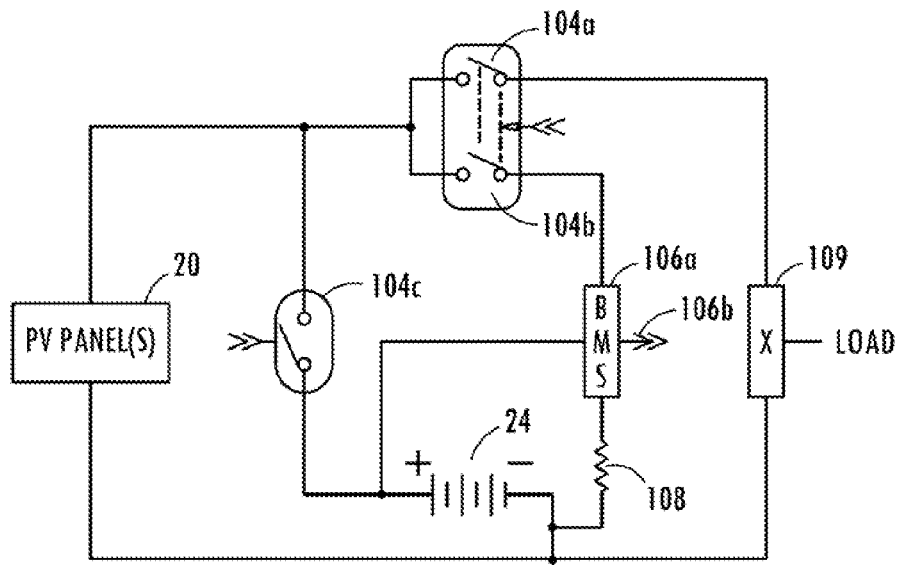 104a
104b
20
PV PANEL(S)
104c
106a
106b
B
M
S
109
X
LOAD
24
+
−
108